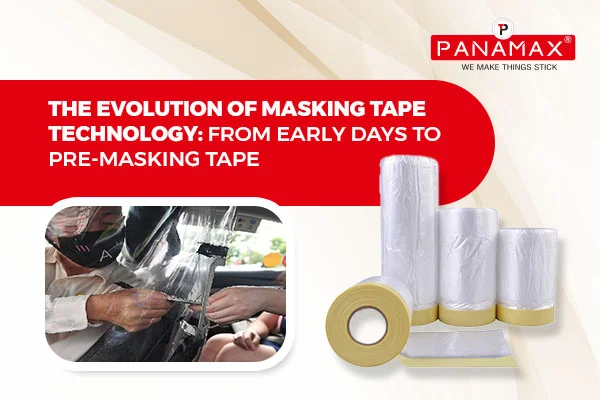 P
PANAMAX®
WE MAKE THINGS STICK
THE EVOLUTION OF MASKING TAPE
TECHNOLOGY: FROM EARLY DAYS TO
PRE-MASKING TAPE